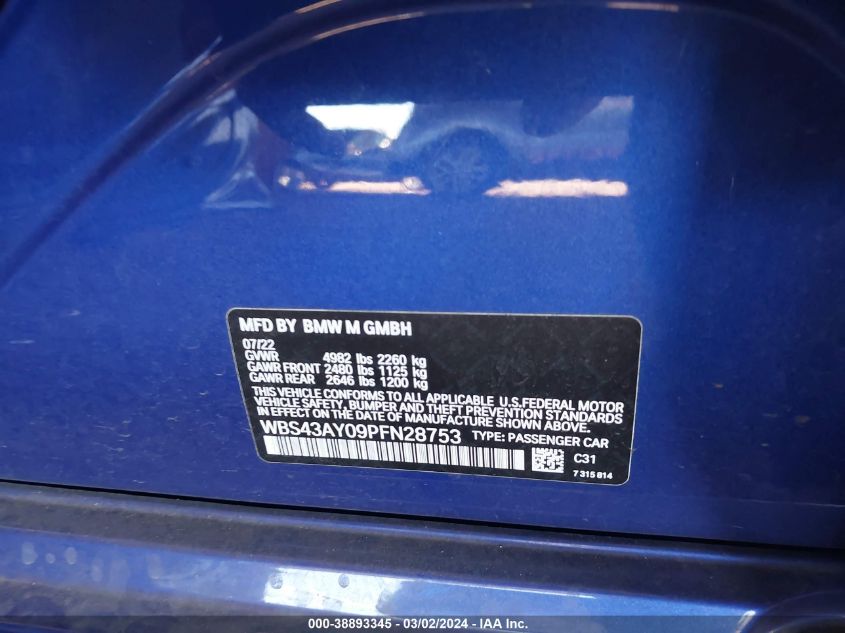 MFD BY BMW M GMBH
07/22
GVWR 4982 lbs 2260 kg
GAWR FRONT 2480 lbs 1125 kg
GAWR REAR 2646 lbs 1200 kg
THIS VEHICLE CONFORMS TO ALL APPLICABLE U.S.FEDERAL MOTOR
VEHICLE SAFETY, BUMPER AND THEFT PREVENTION STANDARDS
IN EFFECT ON DATE OF MANUFACTURE SHOWN ABOVE.
WBS43AY09PFN28753 TYPE: PASSENGER CAR
C31
7 315 814
000-38893345 - 03/02/2024 - IAA Inc.